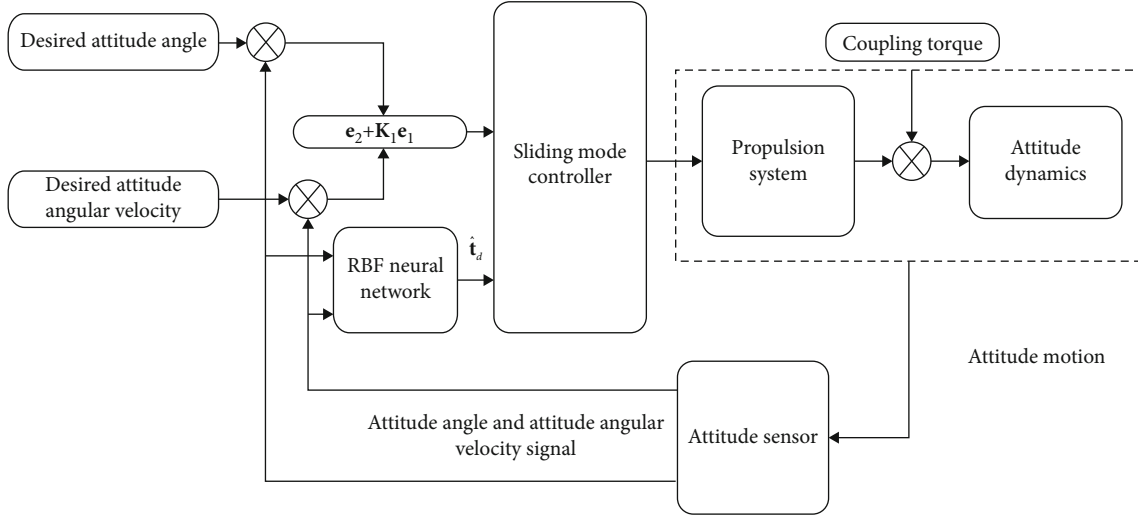 Desired attitude angle
Coupling torque
e₂+K₁e₁
Sliding mode
controller
Propulsion
system
Attitude
dynamics
Desired attitude
angular velocity
RBF neural
network
t̂_d
Attitude motion
Attitude angle and attitude angular
velocity signal
Attitude sensor